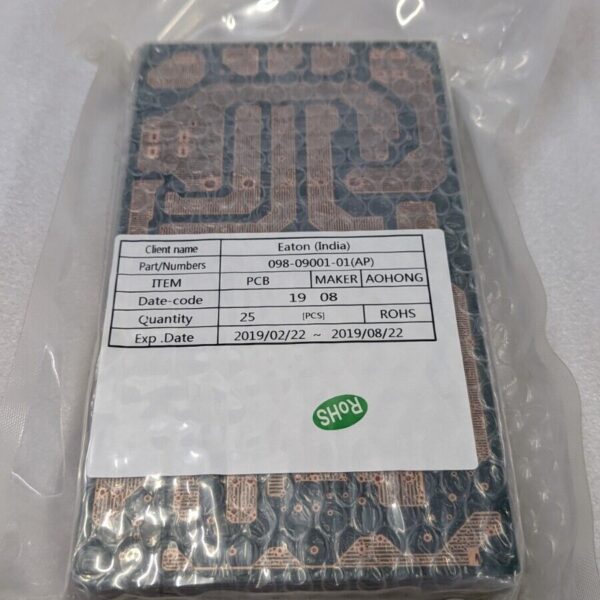 Client name Eaton (India)
Part/Numbers 098-09001-01(AP)
ITEM PCB MAKER AOHONG
Date-code 19 08
Quantity 25 [PCS] ROHS
Exp .Date 2019/02/22 ~ 2019/08/22
RoHS